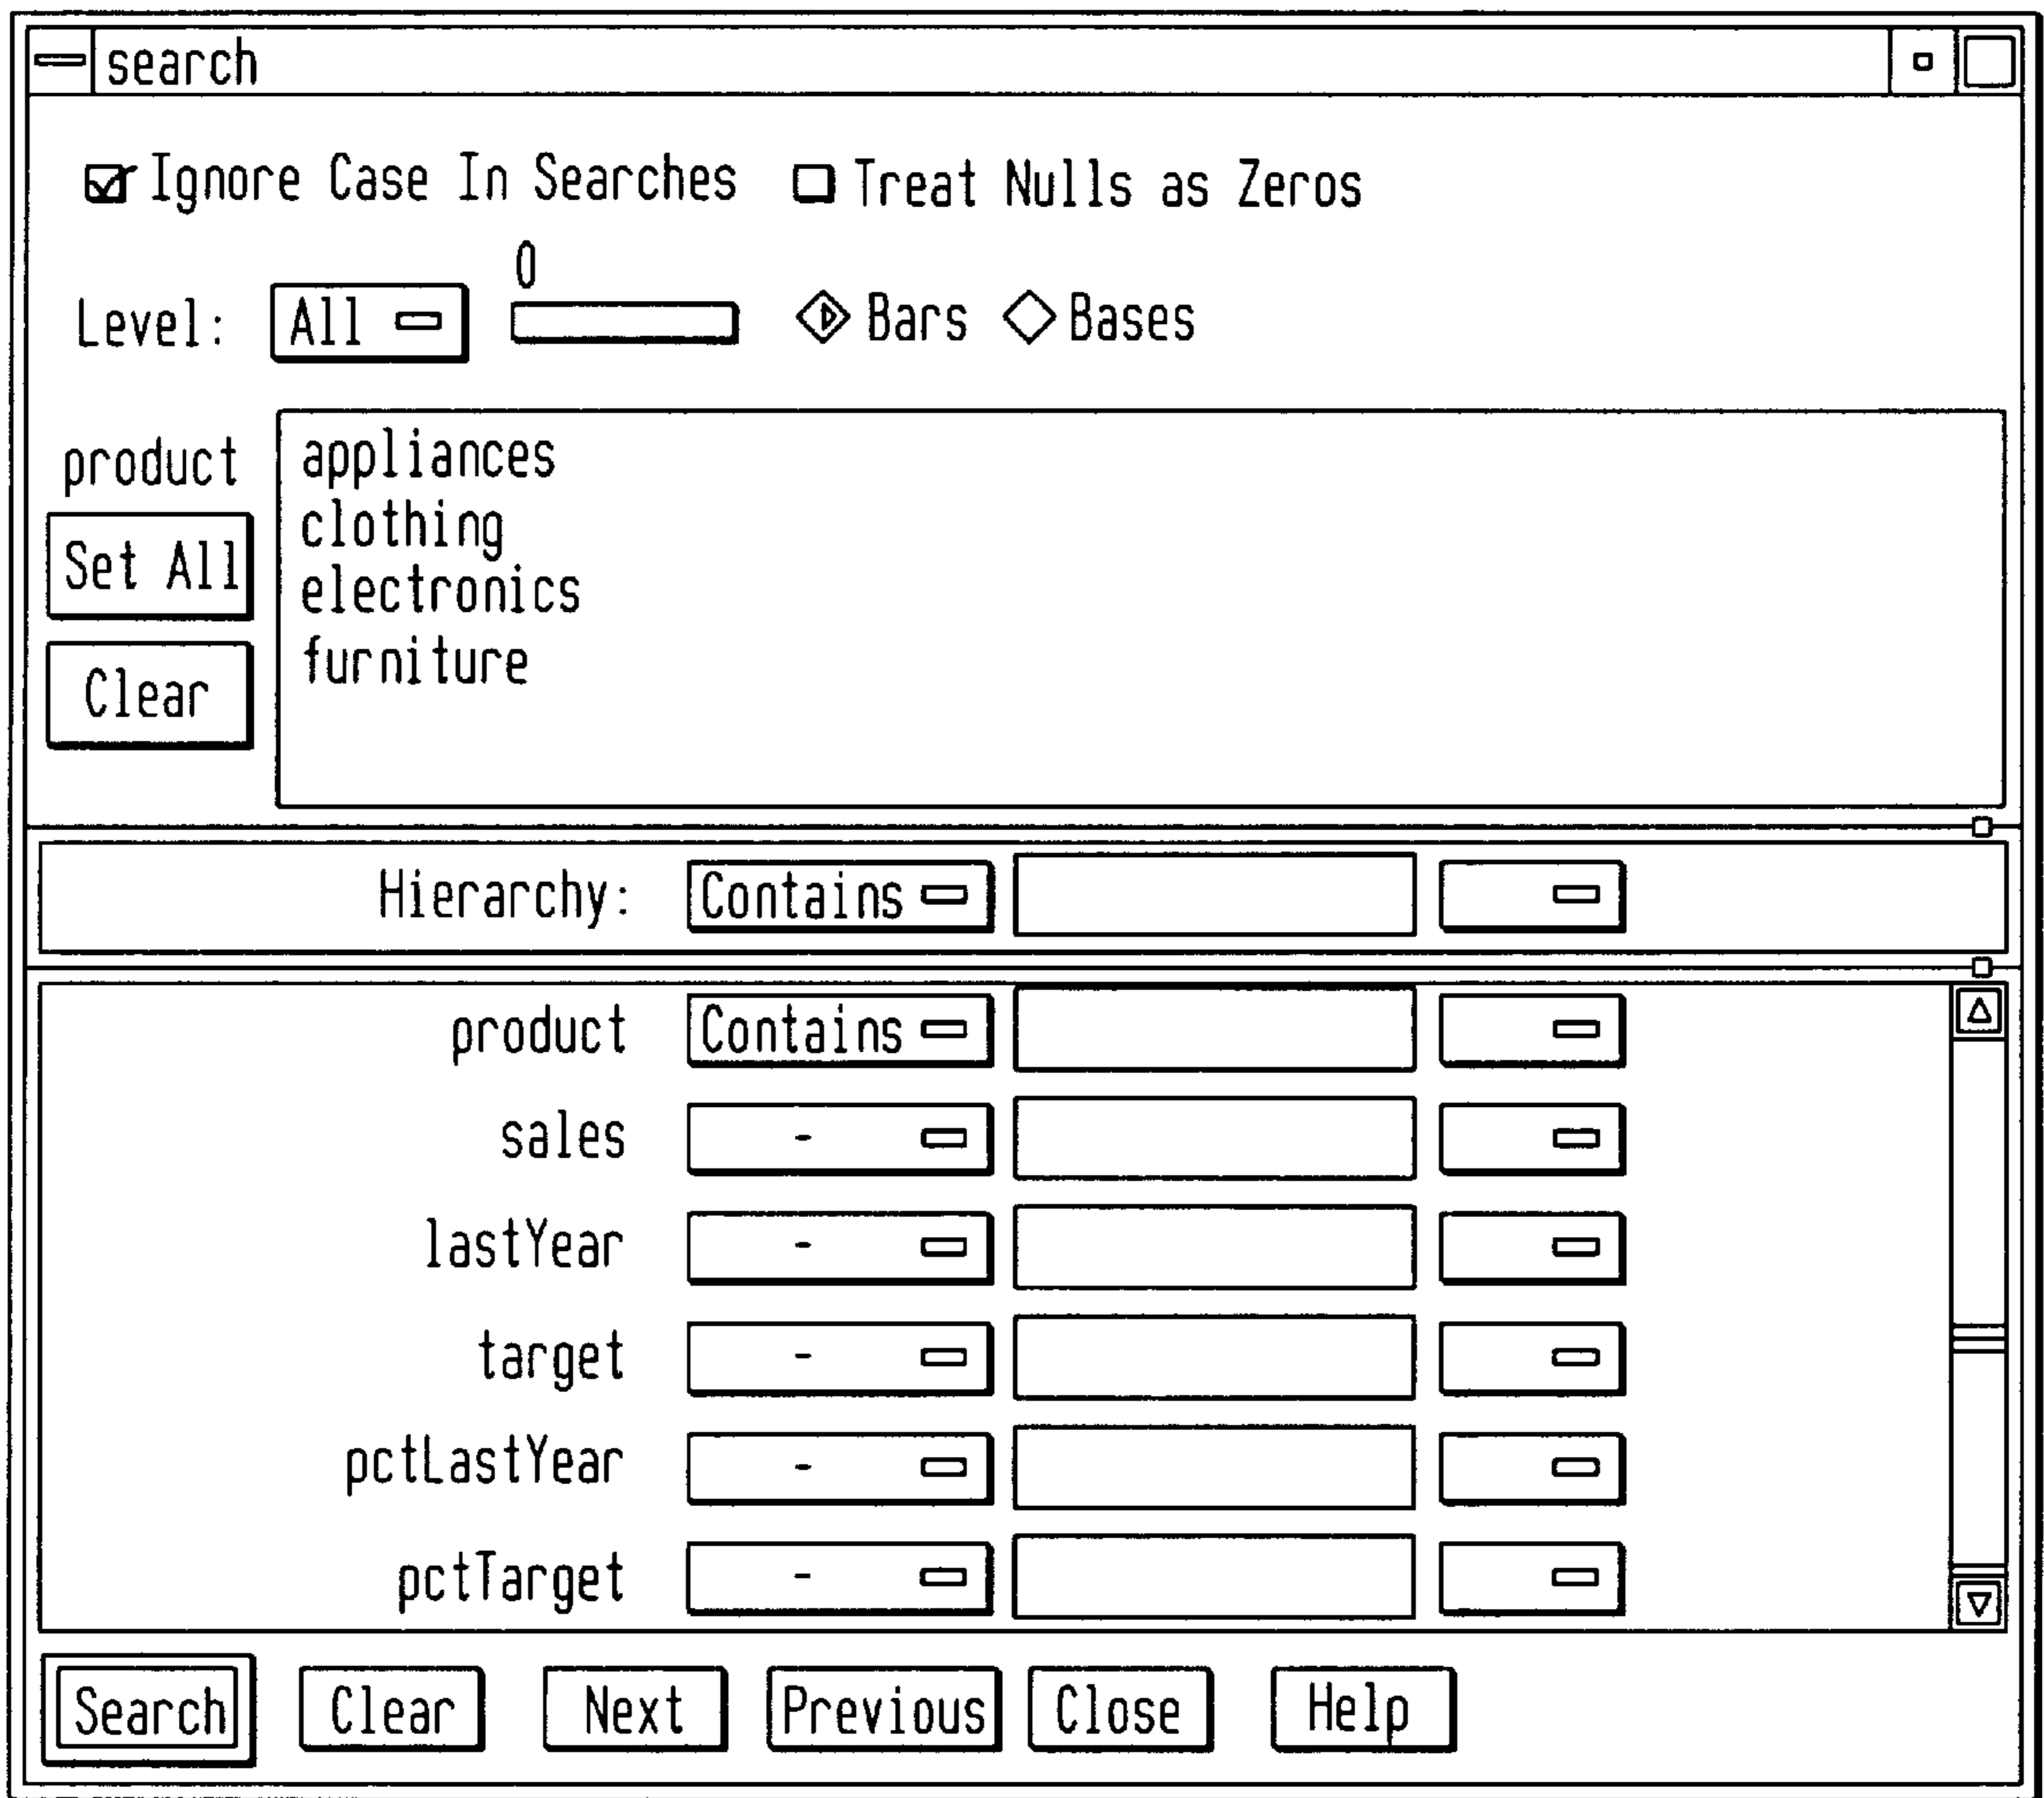 search
Ignore Case In Searches Treat Nulls as Zeros
0
Level: All Bars Bases
product
Set All
Clear
appliances
clothing
electronics
furniture
Hierarchy: Contains
product Contains
sales -
lastYear -
target -
pctLastYear -
pctTarget -
Search Clear Next Previous Close Help